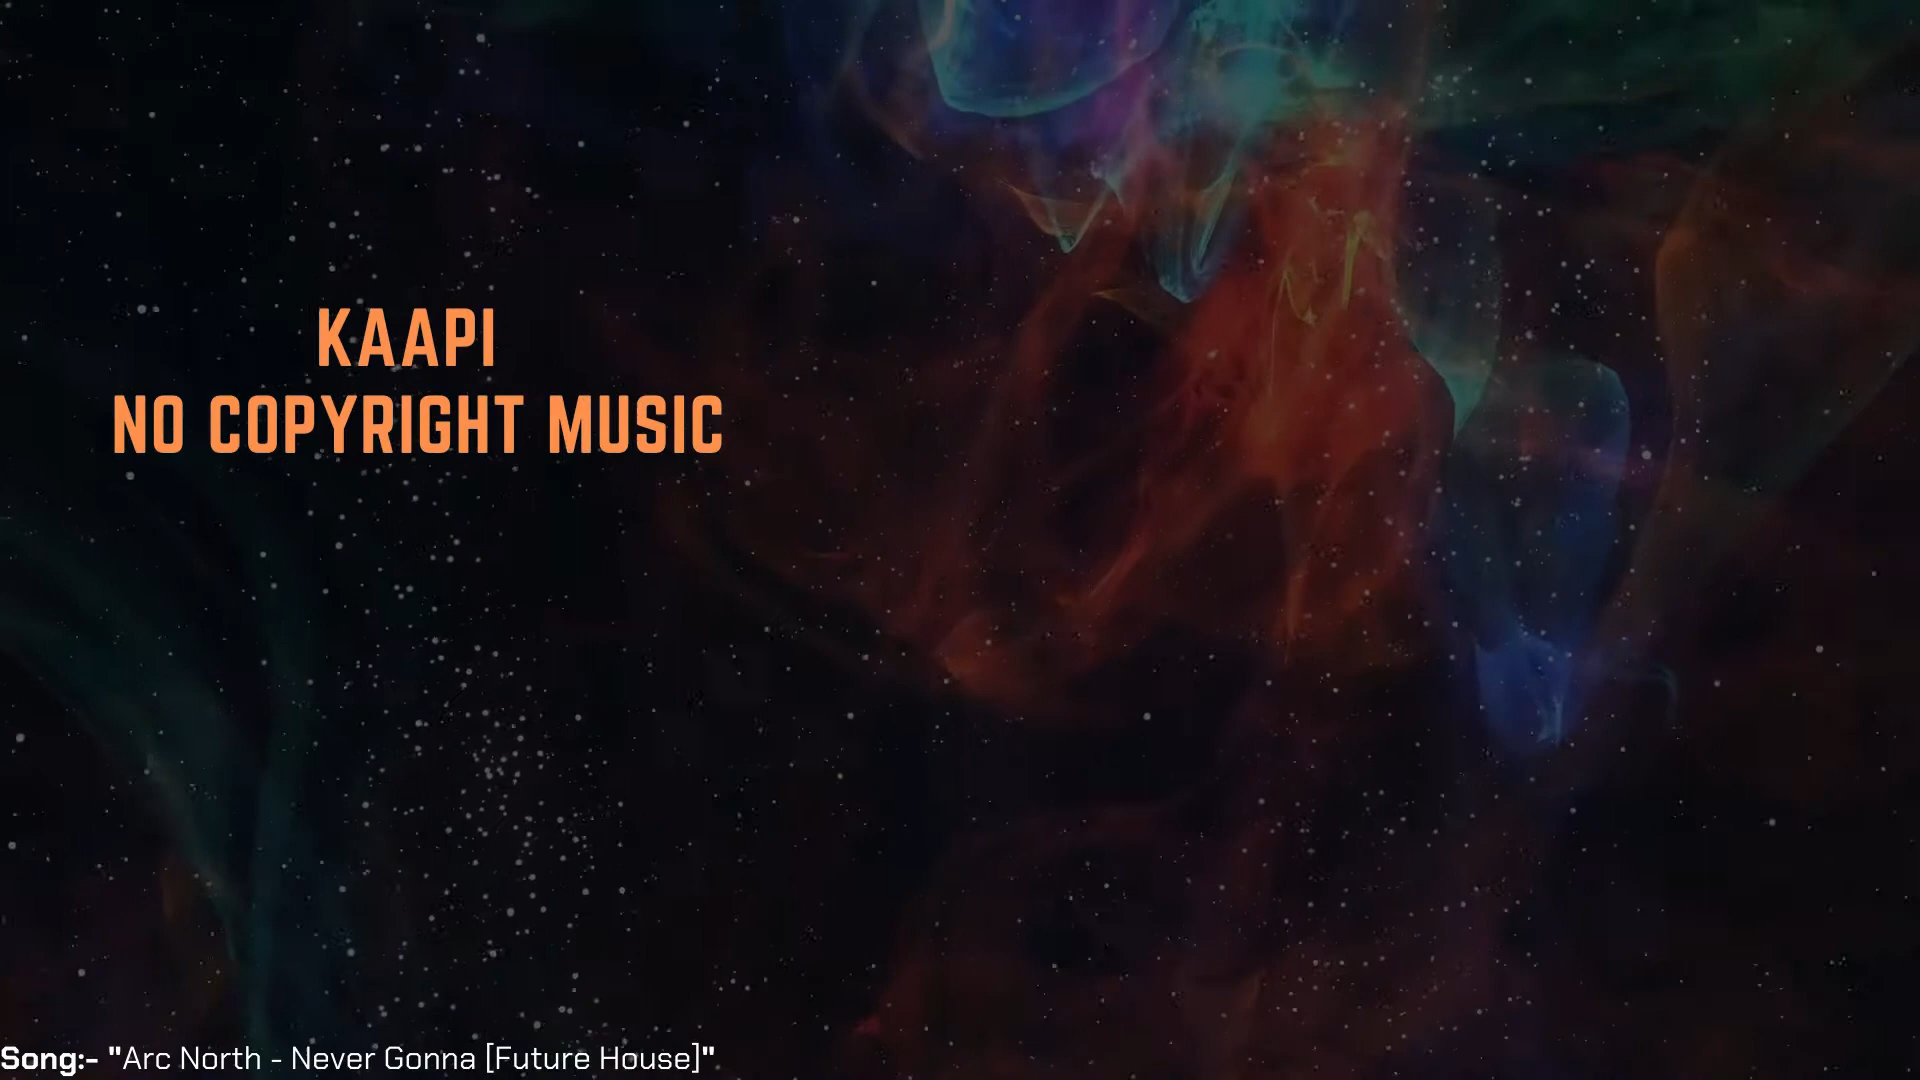 KAAPI
NO COPYRIGHT MUSIC
Song:- "Arc North - Never Gonna [Future House]"